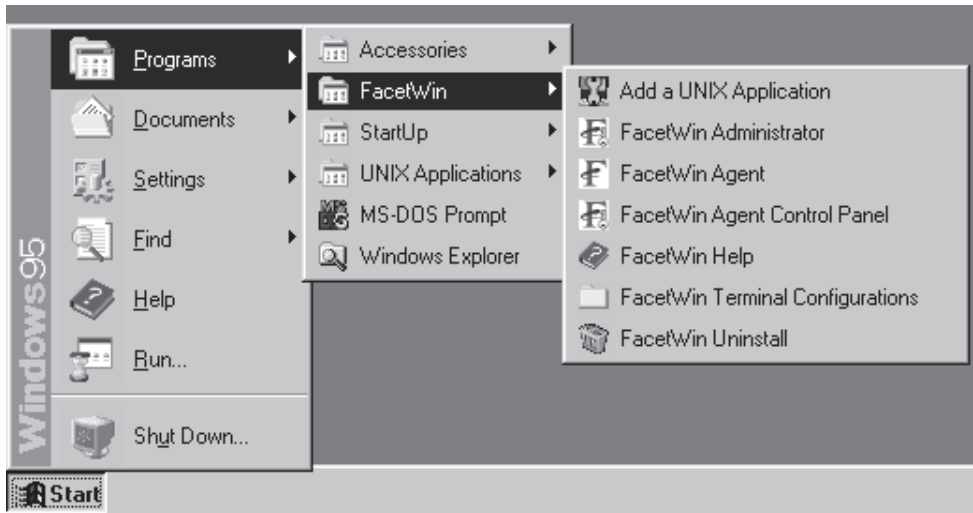 Windows95
Programs
Documents
Settings
Find
Help
Run...
Shut Down...
Start
Accessories
FacetWin
StartUp
UNIX Applications
MS-DOS Prompt
Windows Explorer
Add a UNIX Application
FacetWin Administrator
FacetWin Agent
FacetWin Agent Control Panel
FacetWin Help
FacetWin Terminal Configurations
FacetWin Uninstall